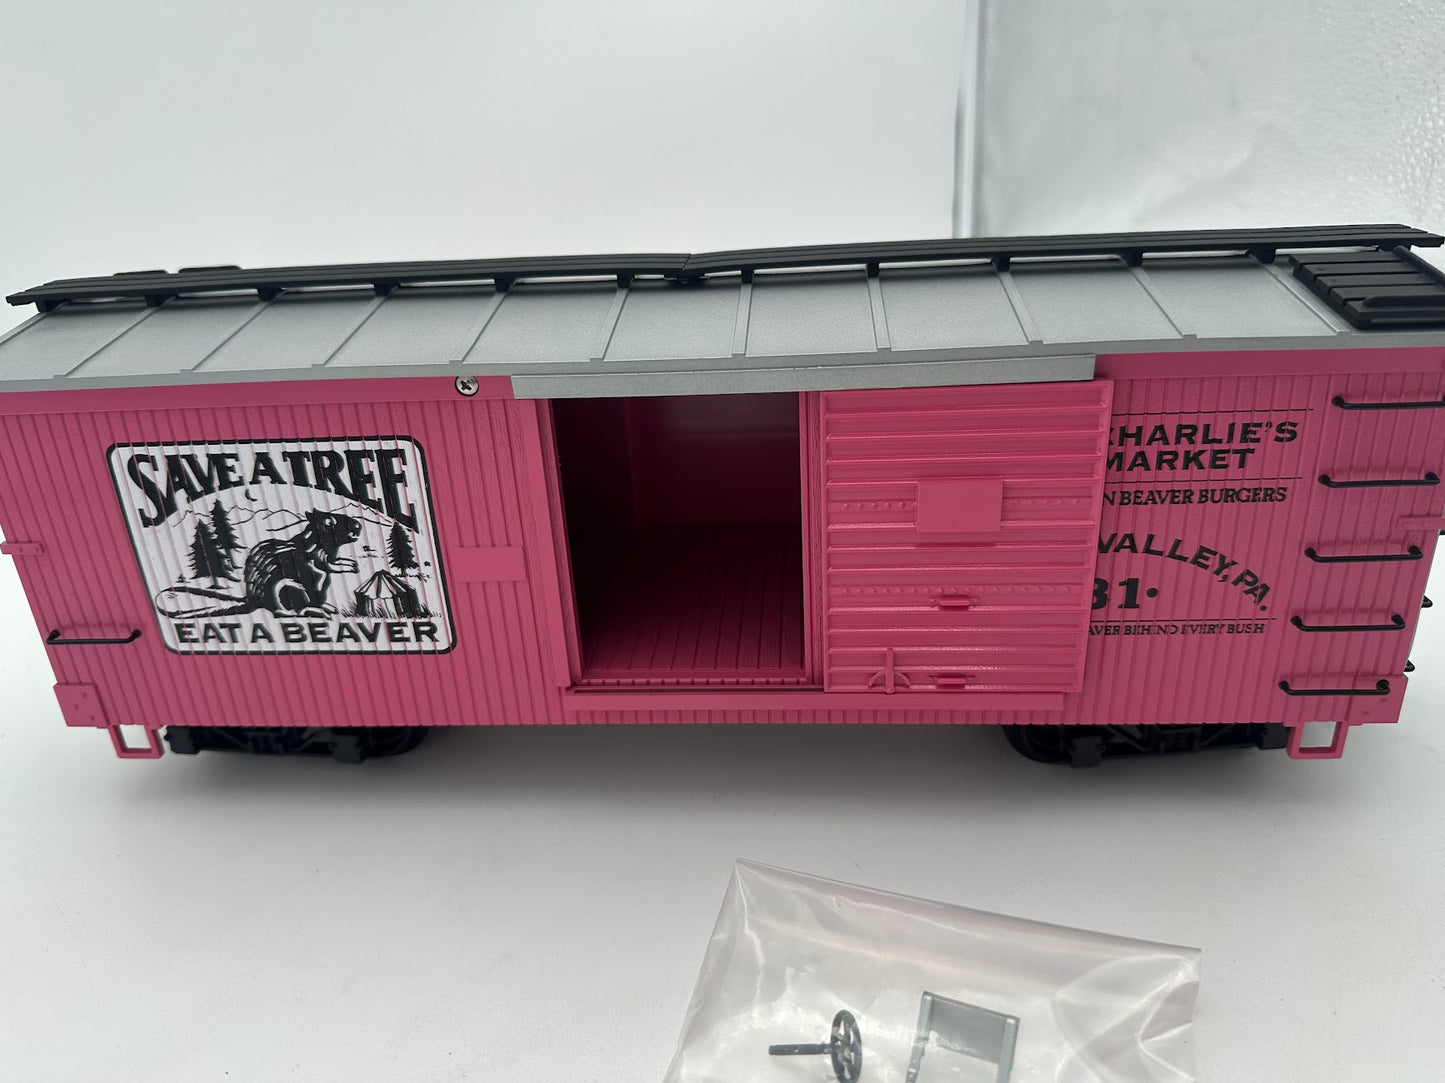 SAVE A TREE
EAT A BEAVER
CHARLIE'S
MARKET
BEAVER BURGERS
VALLEY, PA.
31.
BEHIND EVERY BUSH